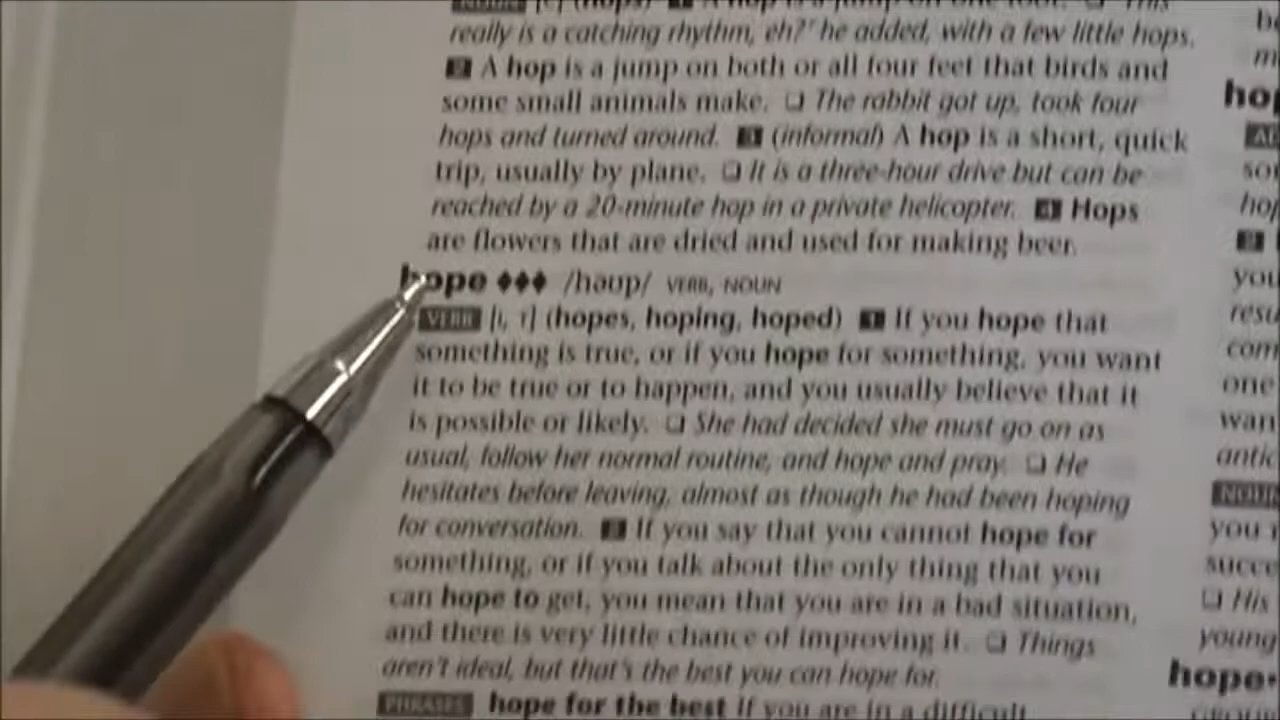 NOUN [C] (hops) 1 A hop is a jump on one foot. ❏ This
really is a catching rhythm, eh?' he added, with a few little hops.
2 A hop is a jump on both or all four feet that birds and
some small animals make. ❏ The rabbit got up, took four
hops and turned around. 3 (informal) A hop is a short, quick
trip, usually by plane. ❏ It is a three-hour drive but can be
reached by a 20-minute hop in a private helicopter. 4 Hops
are flowers that are dried and used for making beer.
hope ♦♦♦ /həʊp/ VERB, NOUN
VERB [I, T] (hopes, hoping, hoped) 1 If you hope that
something is true, or if you hope for something, you want
it to be true or to happen, and you usually believe that it
is possible or likely. ❏ She had decided she must go on as
usual, follow her normal routine, and hope and pray. ❏ He
hesitates before leaving, almost as though he had been hoping
for conversation. 2 If you say that you cannot hope for
something, or if you talk about the only thing that you
can hope to get, you mean that you are in a bad situation,
and there is very little chance of improving it. ❏ Things
aren't ideal, but that's the best you can hope for.
PHRASES hope for the best If you are in a difficult
hop
you
resu
com
one
wan
antic
NOUN
you
succe
❏ His
young
hope·